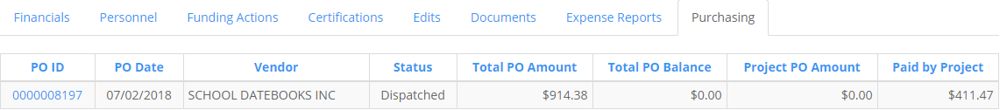 Financials Personnel Funding Actions Certifications Edits Documents Expense Reports Purchasing
PO ID PO Date Vendor Status Total PO Amount Total PO Balance Project PO Amount Paid by Project
0000008197 07/02/2018 SCHOOL DATEBOOKS INC Dispatched $914.38 $0.00 $0.00 $411.47